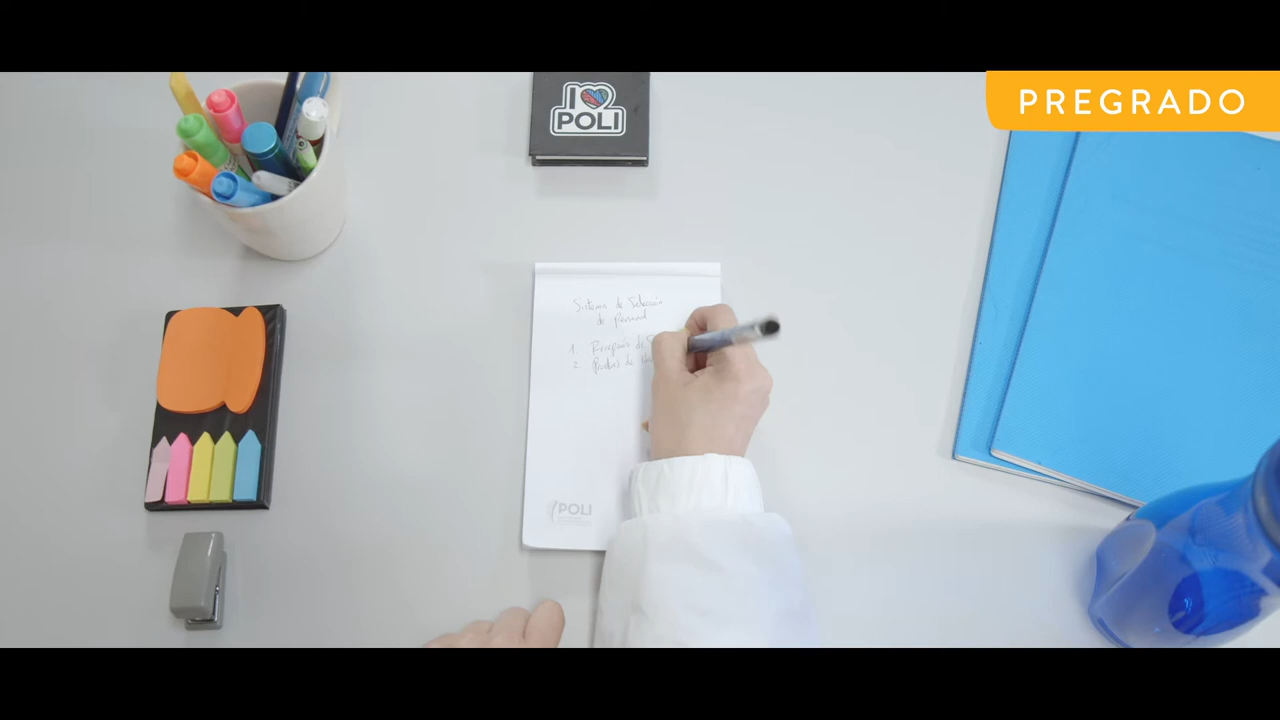 PREGRADO
I
POLI
Sistema de Selección
de personal
1. Recepción de
2. Pruebas de
POLI